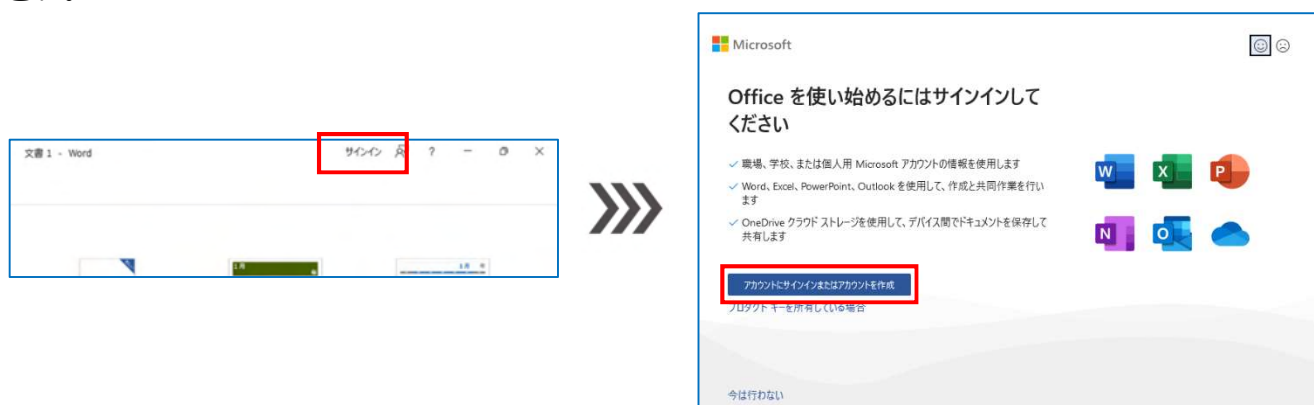 文書 1 - Word
サインイン
?
1月
1月
Microsoft
Office を使い始めるにはサインインして
ください
✓ 職場、学校、または個人用 Microsoft アカウントの情報を使用します
✓ Word、Excel、PowerPoint、Outlook を使用して、作成と共同作業を行い
ます
✓ OneDrive クラウド ストレージを使用して、デバイス間でドキュメントを保存して
共有します
W X P
N O
アカウントにサインインまたはアカウントを作成
プロダクト キーを所有している場合
今は行わない